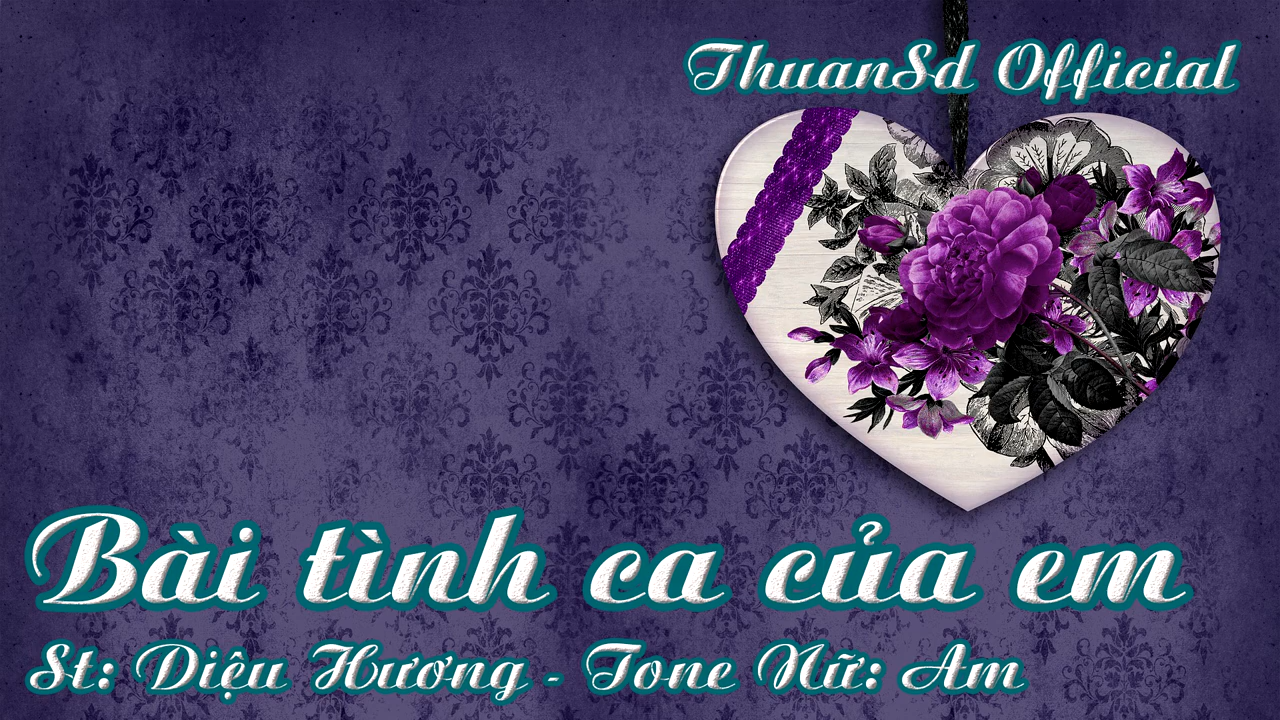 ThuanSd Official
Bài tình ca của em
St: Diệu Hương - Tone Nữ: Am